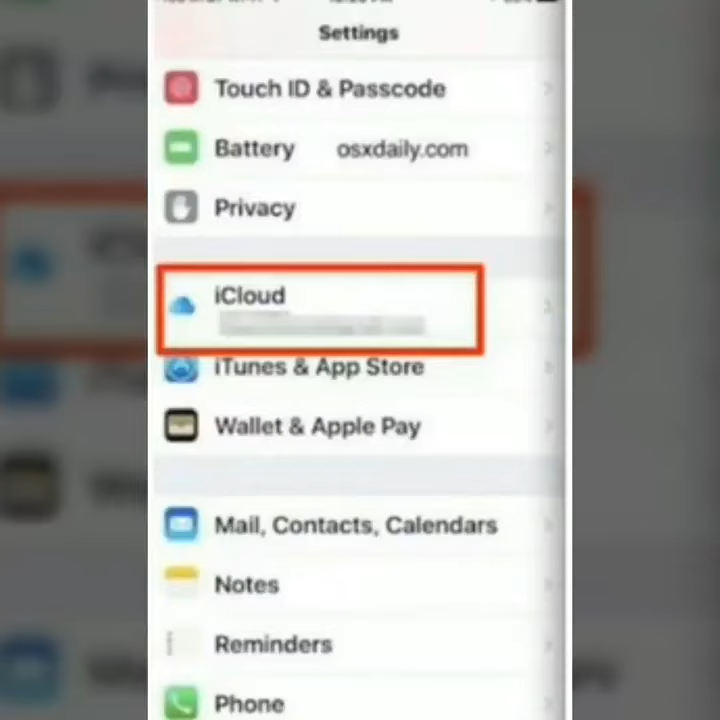 Settings
Touch ID & Passcode
Battery osxdaily.com
Privacy
iCloud
iTunes & App Store
Wallet & Apple Pay
Mail, Contacts, Calendars
Notes
Reminders
Phone